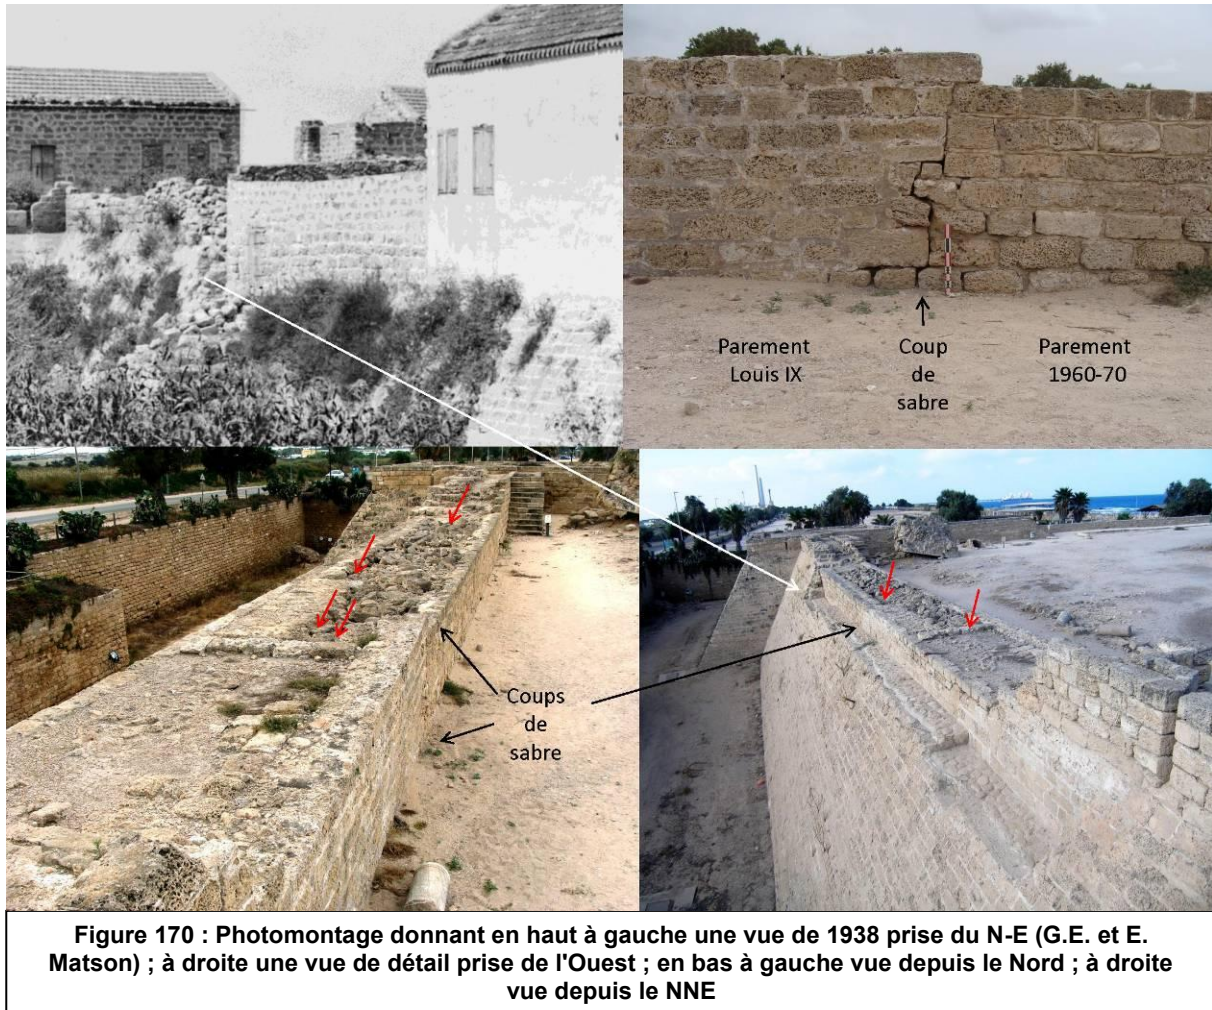 Parement
Louis IX
Coup
de
sabre
Parement
1960-70
Coups
de
sabre
Figure 170 : Photomontage donnant en haut à gauche une vue de 1938 prise du N-E (G.E. et E.
Matson) ; à droite une vue de détail prise de l'Ouest ; en bas à gauche vue depuis le Nord ; à droite
vue depuis le NNE